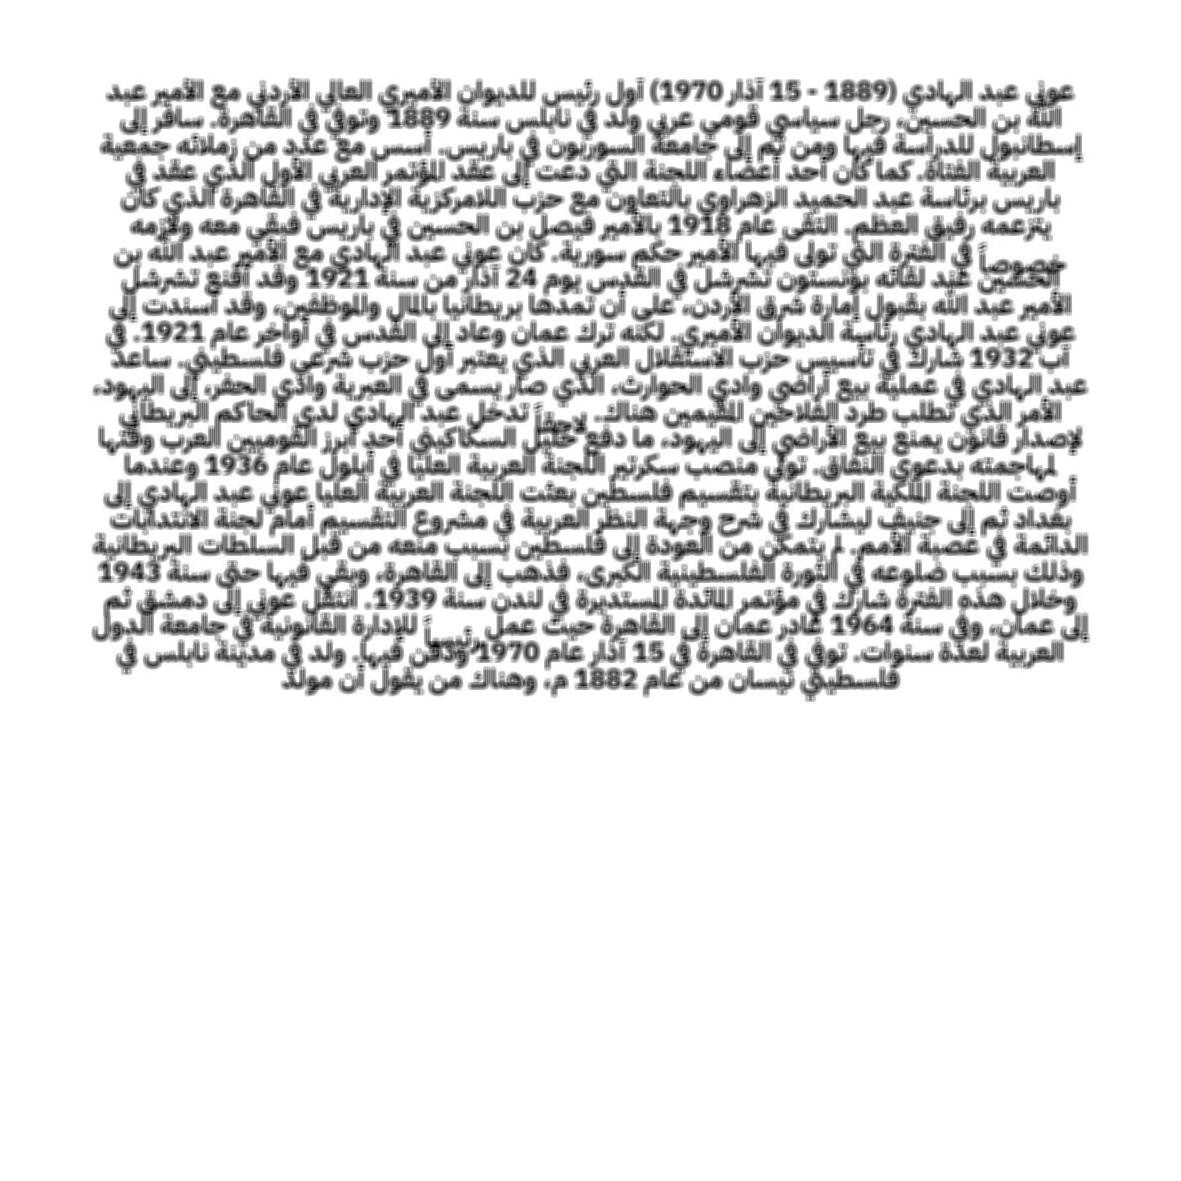 عوني عبد الهادي (1889 - 15 آذار 1970) أول رئيس للديوان الأميري العالي الأردني مع الأمير عبد
الله بن الحسين، رجل سياسي قومي عربي ولد في نابلس سنة 1889 وتوفي في القاهرة. سافر إلى
إسطانبول للدراسة فيها ومن ثم إلى جامعة السوربون في باريس. أسس مع عدد من زملائه جمعية
العربية الفتاة. كما كان أحد أعضاء اللجنة التي دعت إلى عقد المؤتمر العربي الأول الذي عقد في
باريس برئاسة عبد الحميد الزهراوي بالتعاون مع حزب اللامركزية الإدارية في القاهرة الذي كان
يتزعمه رفيق العظم. التقى عام 1918 بالأمير فيصل بن الحسين في باريس فبقي معه ولازمه
خصوصاً في الفترة التي تولى فيها الأمير حكم سورية. كان عوني عبد الهادي مع الأمير عبد الله بن
الحسين عند لقائه بونستون تشرشل في القدس يوم 24 آذار من سنة 1921 وقد أقنع تشرشل
الأمير عبد الله بقبول إمارة شرق الأردن، على أن تمدها بريطانيا بالمال والموظفين، وقد أسندت إلى
عوني عبد الهادي رئاسة الديوان الأميري. لكنه ترك عمان وعاد إلى القدس في أواخر عام 1921. في
آب 1932 شارك في تأسيس حزب الاستقلال العربي الذي يعتبر أول حزب شرعي فلسطيني. ساعد
عبد الهادي في عملية بيع أراضي وادي الحوارث، الذي صار يسمى في العبرية وادي الحفر، إلى اليهود،
الأمر الذي تطلب طرد الفلاحين المقيمين هناك. لاحقاً تدخل عبد الهادي لدى الحاكم البريطاني
لإصدار قانون يمنع بيع الأراضي إلى اليهود، ما دفع خليل السكاكيني أحد أبرز القوميين العرب وقتها
لمهاجمته بدعوى النفاق. تولى منصب سكرتير اللجنة العربية العليا في أيلول عام 1936 وعندما
أوصت اللجنة الملكية البريطانية بتقسيم فلسطين بعثت اللجنة العربية العليا عوني عبد الهادي إلى
بغداد ثم إلى جنيف ليشارك في شرح وجهة النظر العربية في مشروع التقسيم أمام لجنة الانتدابات
الدائمة في عصبة الأمم. لم يتمكن من العودة إلى فلسطين بسبب منعه من قبل السلطات البريطانية
وذلك بسبب ضلوعه في الثورة الفلسطينية الكبرى، فذهب إلى القاهرة، وبقي فيها حتى سنة 1943
وخلال هذه الفترة شارك في مؤتمر المائدة المستديرة في لندن سنة 1939. انتقل عوني إلى دمشق ثم
إلى عمان، وفي سنة 1964 غادر عمان إلى القاهرة حيث عمل رئيساً للإدارة القانونية في جامعة الدول
العربية لعدة سنوات. توفي في القاهرة في 15 آذار عام 1970 ودفن فيها. ولد في مدينة نابلس في
فلسطيني نيسان من عام 1882 م، وهناك من يقول أن مولد